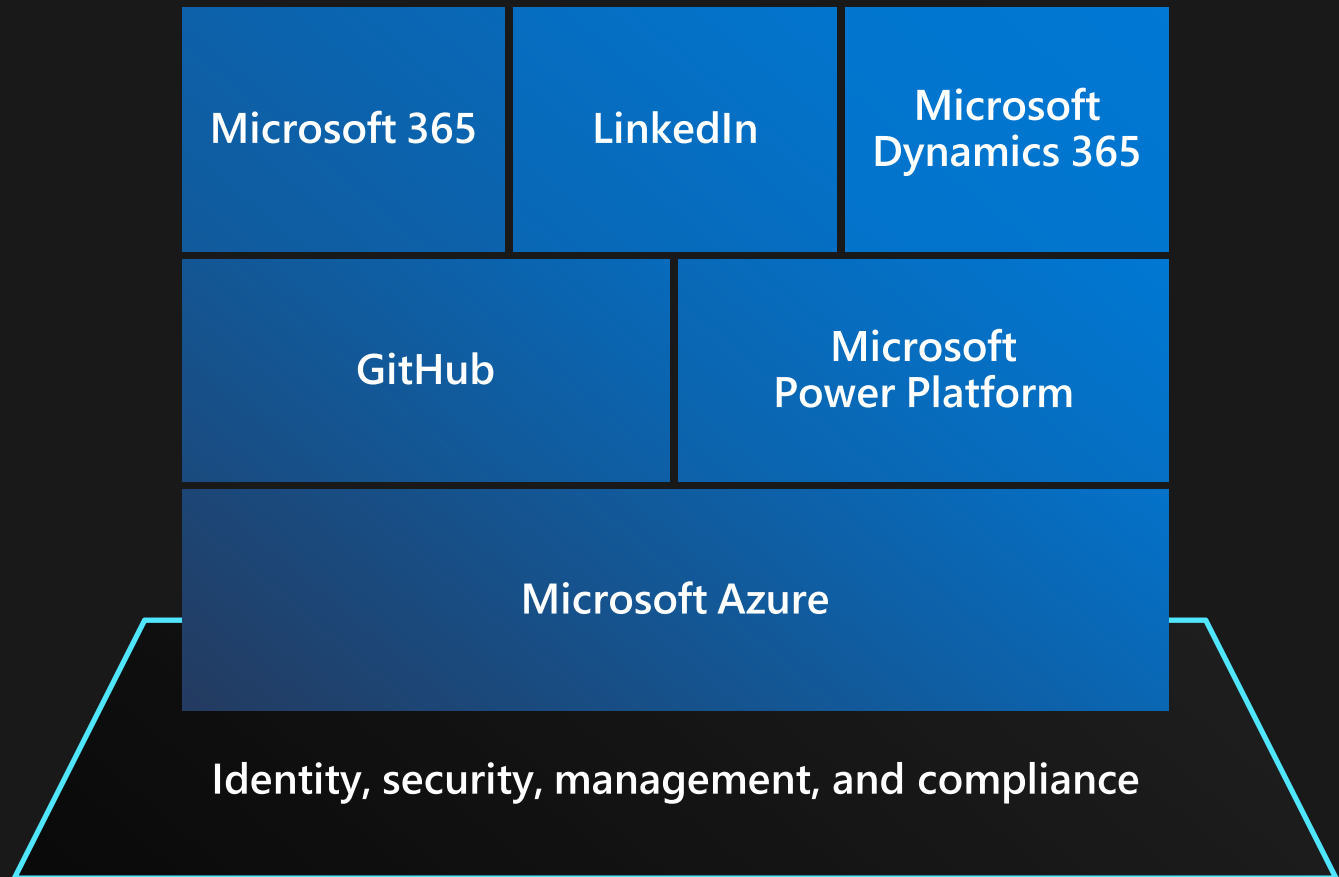 Microsoft 365
LinkedIn
Microsoft
Dynamics 365
GitHub
Microsoft
Power Platform
Microsoft Azure
Identity, security, management, and compliance